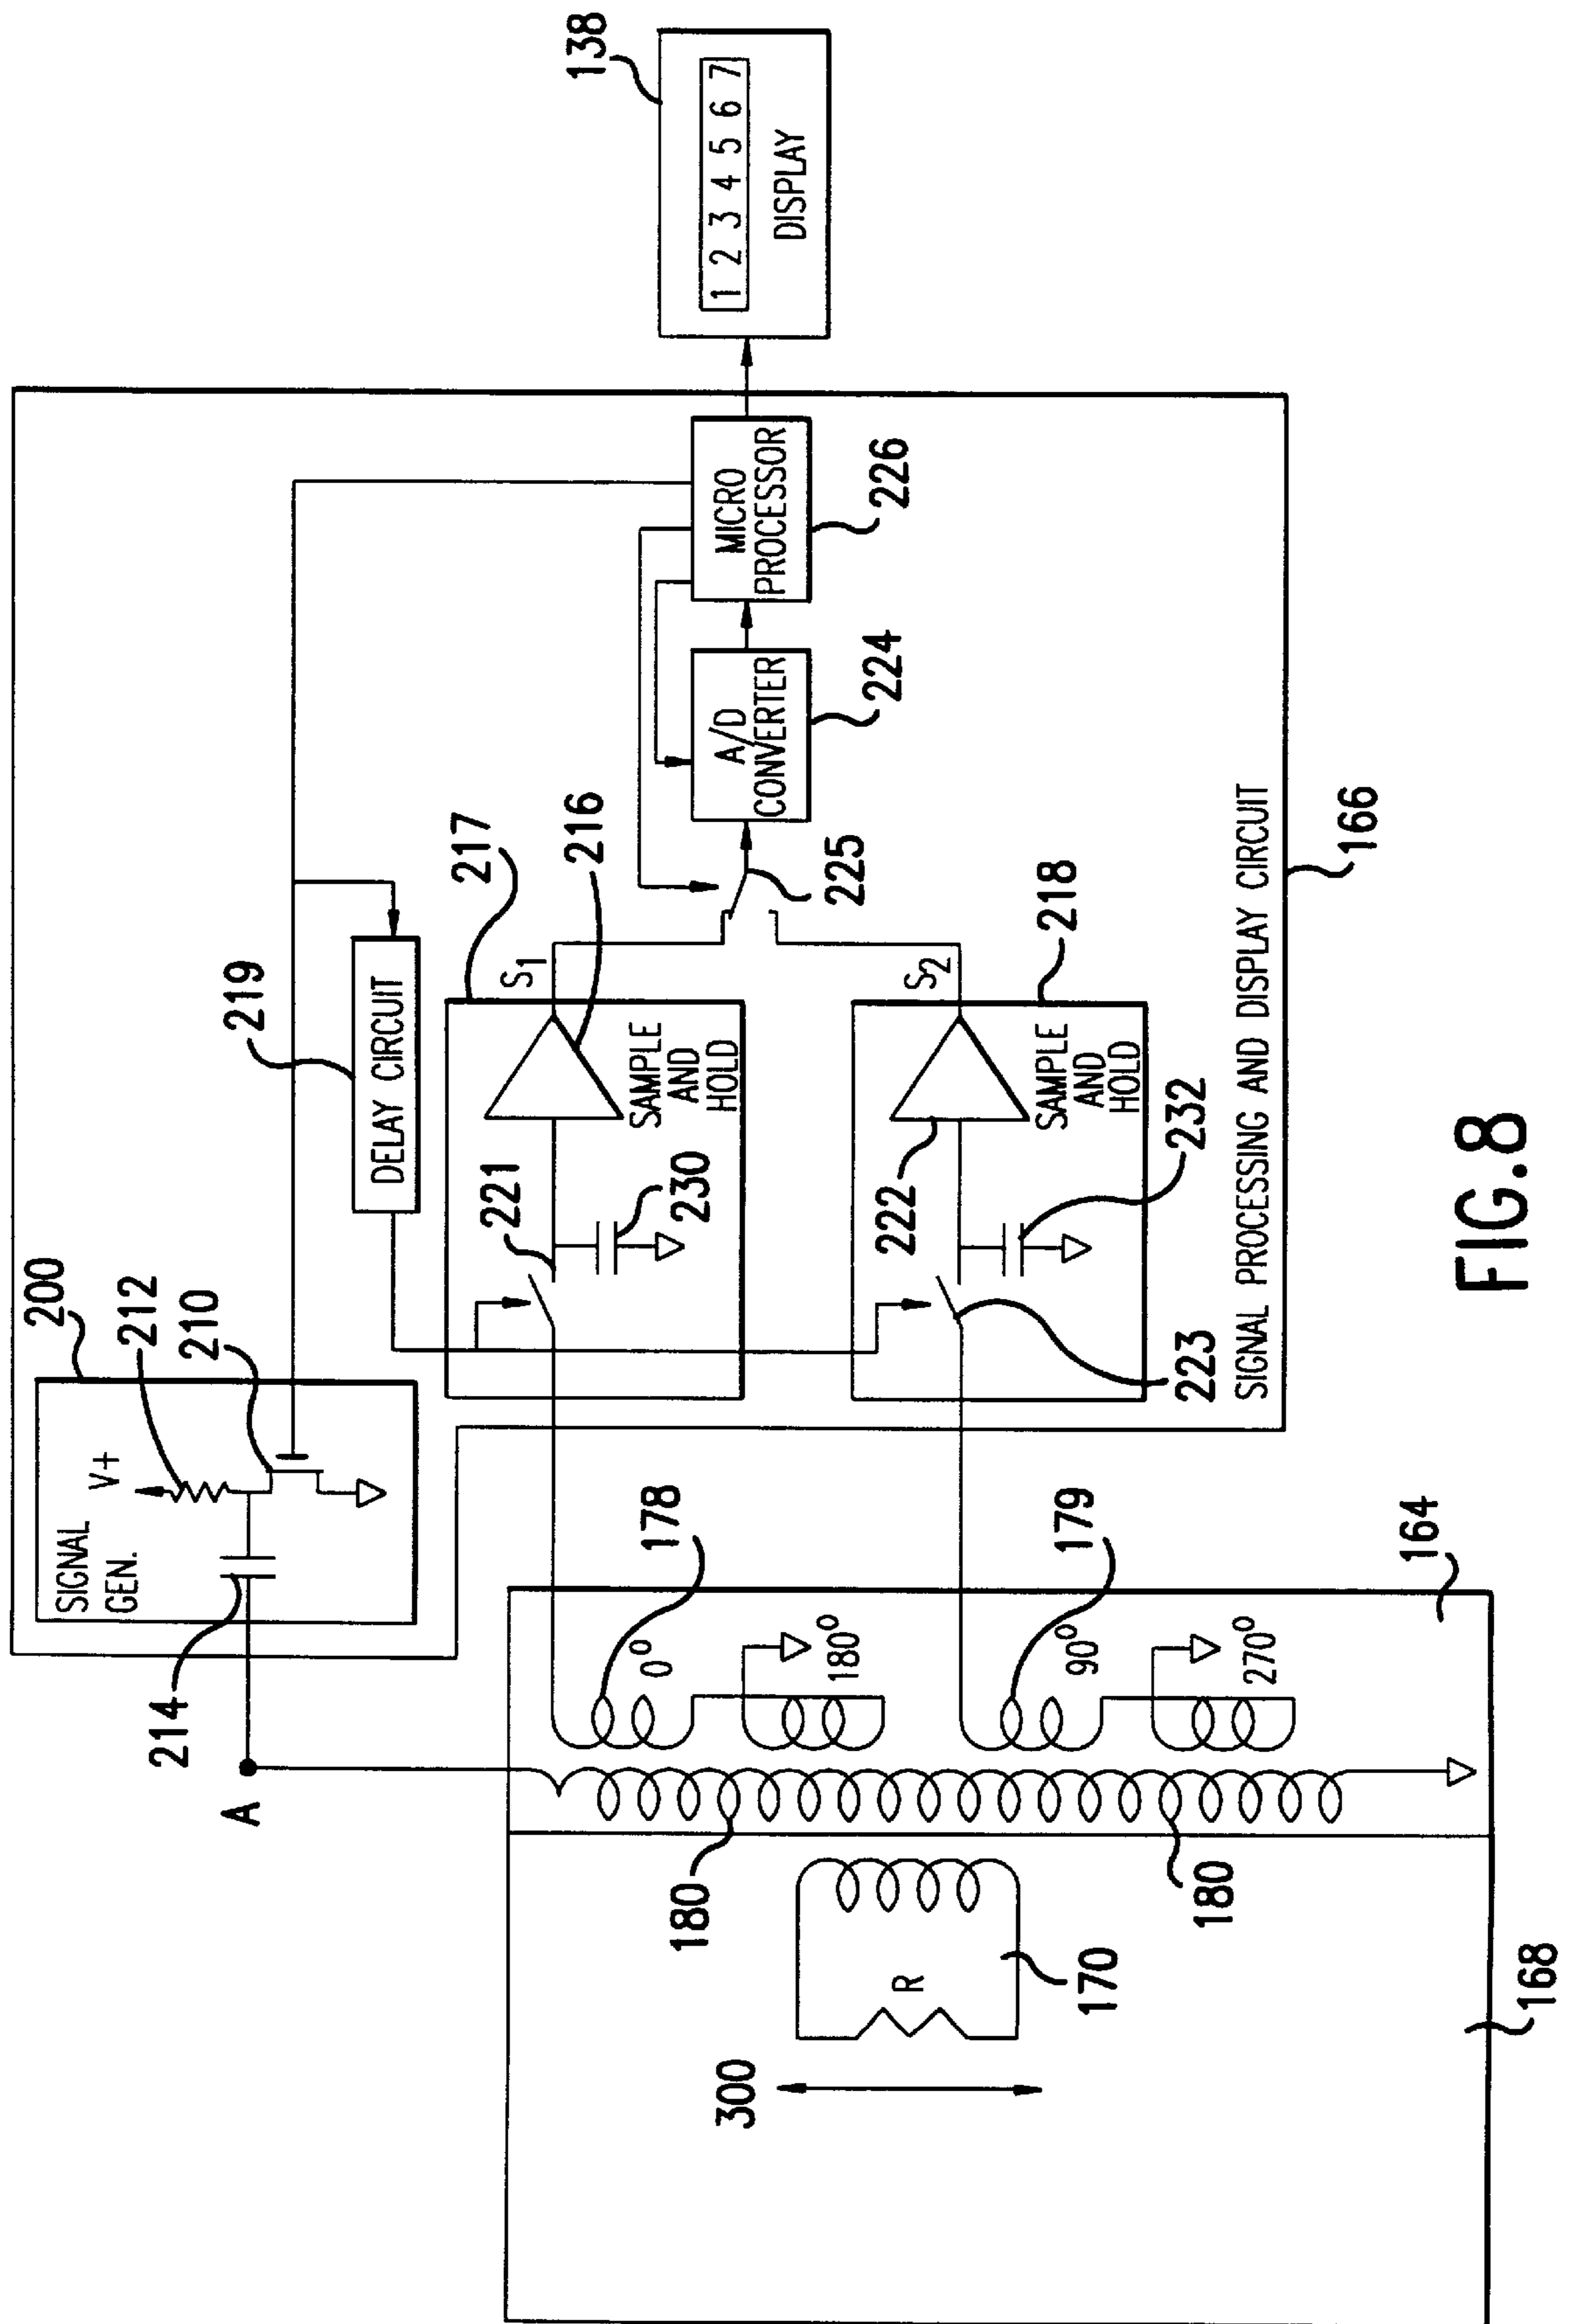 138
1 2 3 4 5 6 7
DISPLAY
MICRO
PROCESSOR
226
A/D
CONVERTER
224
225
219
DELAY CIRCUIT
217
216
S1
SAMPLE
AND
HOLD
221
230
218
S2
SAMPLE
AND
HOLD
222
232
223
SIGNAL PROCESSING AND DISPLAY CIRCUIT
166
200
212
210
V+
SIGNAL
GEN.
214
A
178
0°
180°
179
90°
270°
164
180
180
R
170
300
168
FIG.8